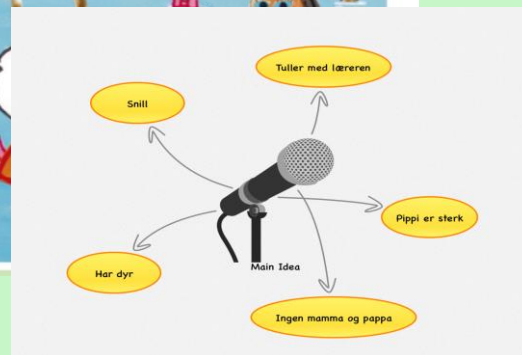 Tuller med læreren
Snill
Pippi er sterk
Har dyr
Main Idea
Ingen mamma og pappa